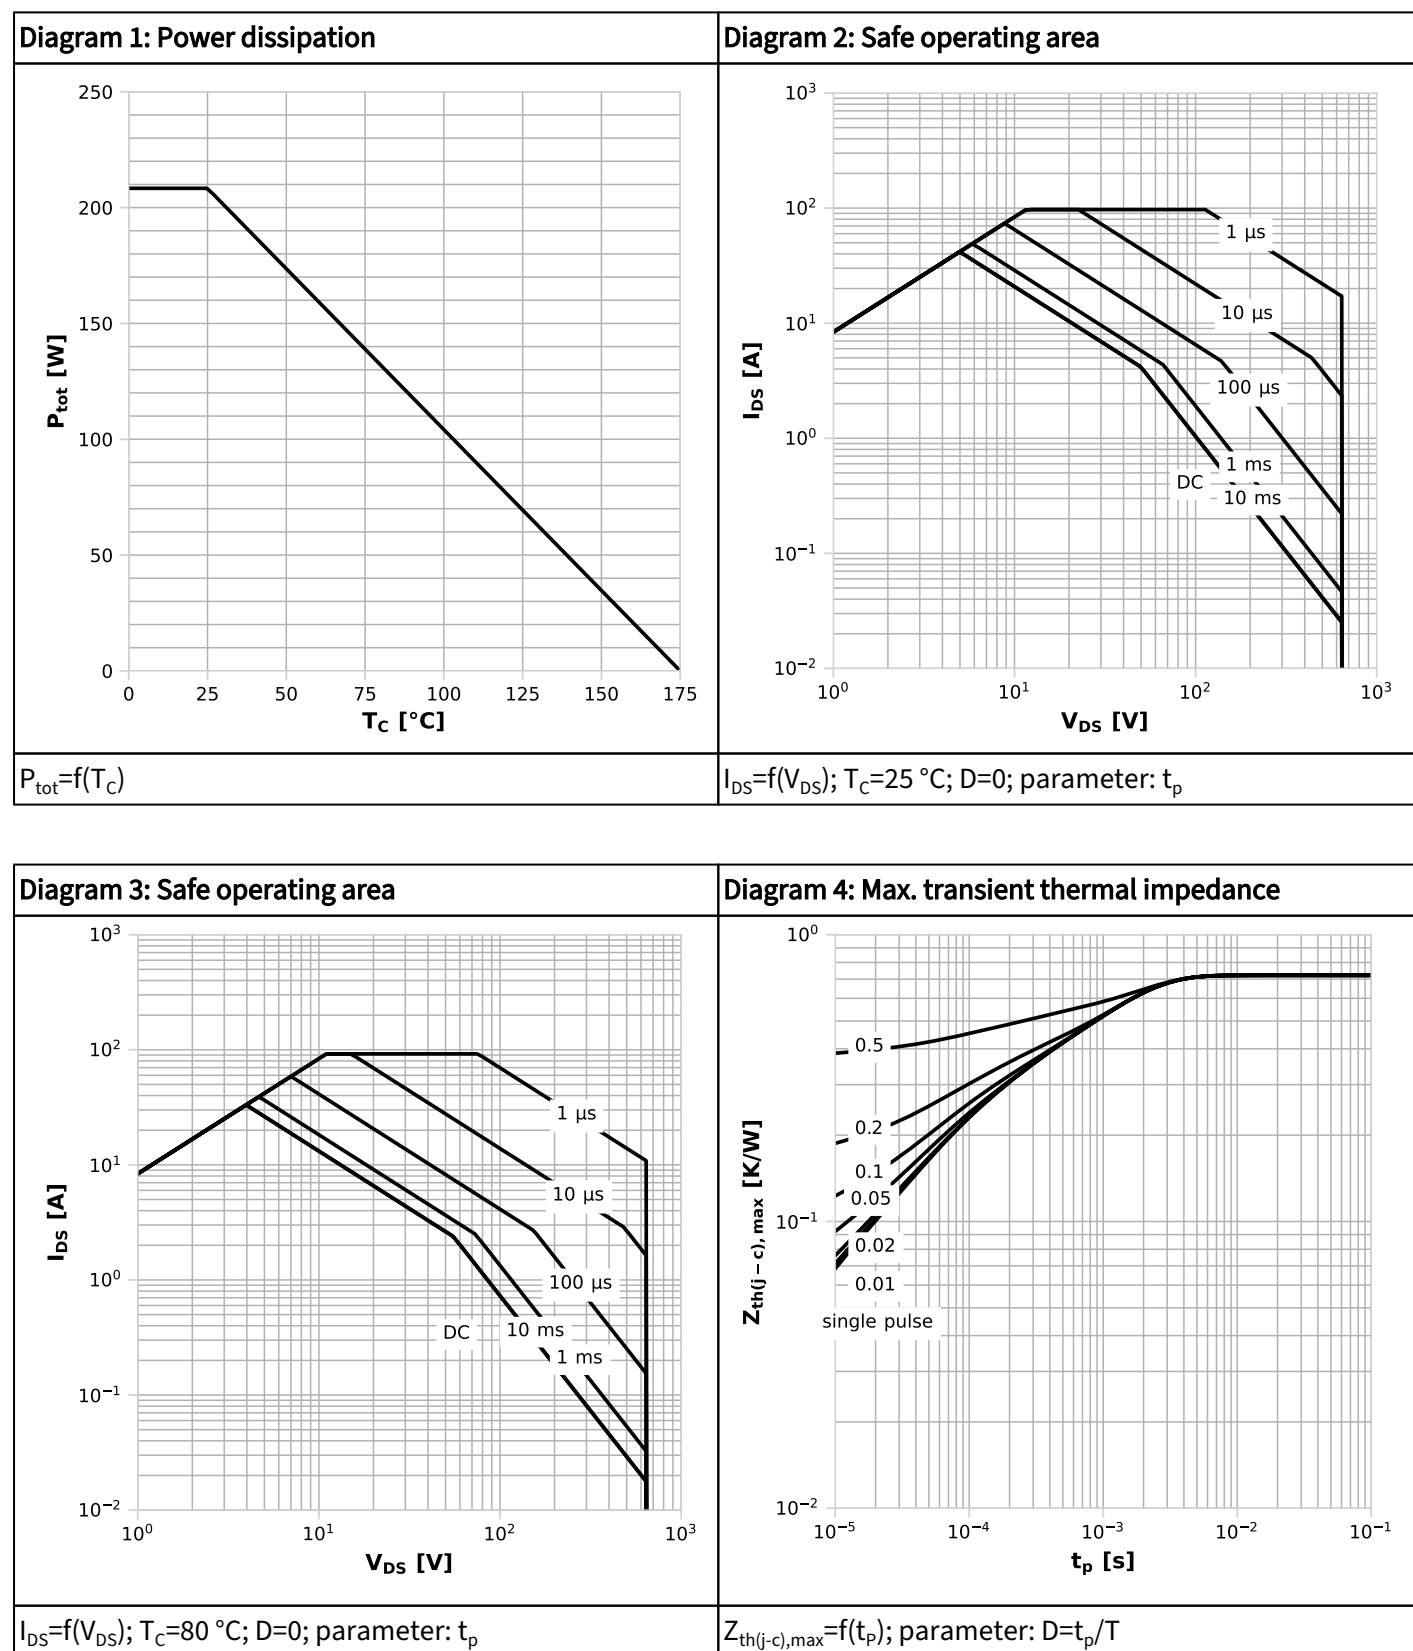 Diagram 1: Power dissipation
Diagram 2: Safe operating area
250
200
150
100
50
0
0 25 50 75 100 125 150 175
P_tot [W]
T_C [°C]
10³
10²
10¹
10⁰
10⁻¹
10⁻²
10⁰ 10¹ 10² 10³
I_DS [A]
V_DS [V]
1 µs
10 µs
100 µs
1 ms
DC
10 ms
P_tot=f(T_C)
I_DS=f(V_DS); T_C=25 °C; D=0; parameter: t_p
Diagram 3: Safe operating area
Diagram 4: Max. transient thermal impedance
10³
10²
10¹
10⁰
10⁻¹
10⁻²
10⁰ 10¹ 10² 10³
I_DS [A]
V_DS [V]
1 µs
10 µs
100 µs
DC
10 ms
1 ms
10⁰
10⁻¹
10⁻²
10⁻⁵ 10⁻⁴ 10⁻³ 10⁻² 10⁻¹
Z_th(j − c), max [K/W]
t_p [s]
0.5
0.2
0.1
0.05
0.02
0.01
single pulse
I_DS=f(V_DS); T_C=80 °C; D=0; parameter: t_p
Z_th(j-c),max=f(t_P); parameter: D=t_p/T